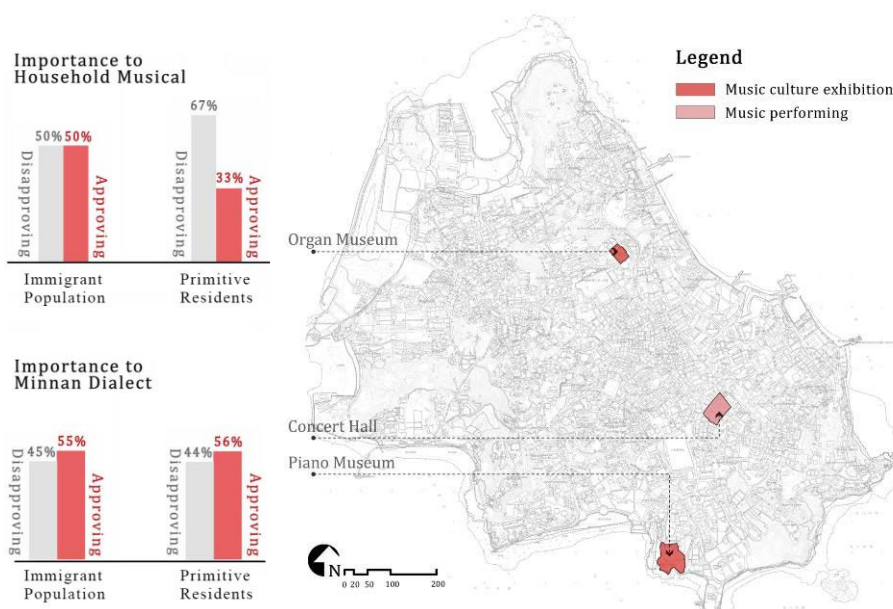 Importance to
Household Musical
50%
50%
Disapproving
Approving
Immigrant
Population
67%
33%
Disapproving
Approving
Primitive
Residents
Importance to
Minnan Dialect
45%
55%
Disapproving
Approving
Immigrant
Population
44%
56%
Disapproving
Approving
Primitive
Residents
Legend
Music culture exhibition
Music performing
Organ Museum
Concert Hall
Piano Museum
N
0 20 50 100 200